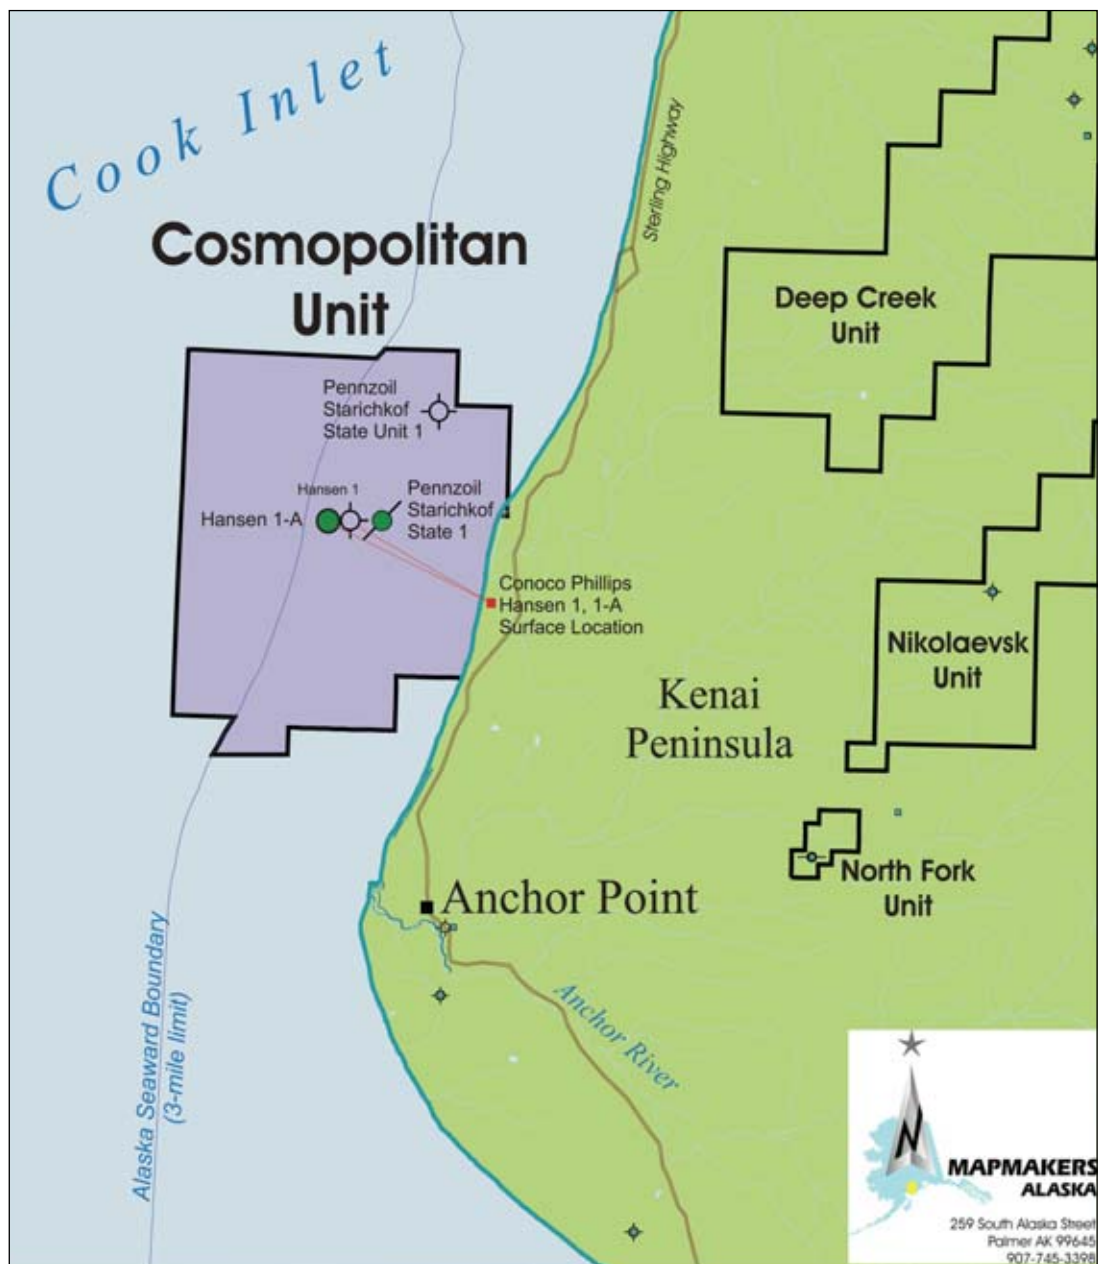 Cook Inlet
Sterling Highway
Cosmopolitan
Unit
Deep Creek
Unit
Pennzoil
Starichkof
State Unit 1
Hansen 1
Hansen 1-A
Pennzoil
Starichkof
State 1
Conoco Phillips
Hansen 1, 1-A
Surface Location
Nikolaevsk
Unit
Kenai
Peninsula
North Fork
Unit
Anchor Point
Anchor River
Alaska Seaward Boundary
(3-mile limit)
N
MAPMAKERS
ALASKA
259 South Alaska Street
Palmer AK 99645
907-745-3398